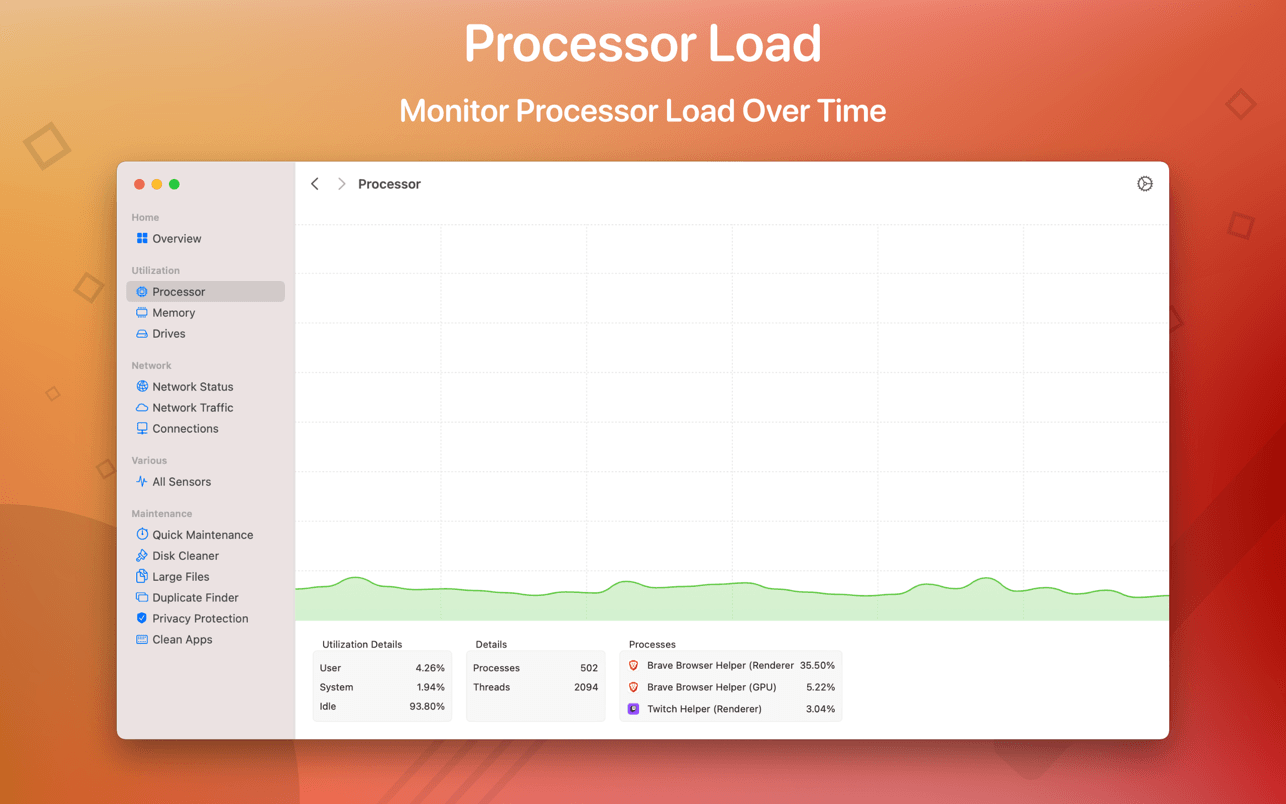 Processor Load
Monitor Processor Load Over Time
Processor
Home
Overview
Utilization
Processor
Memory
Drives
Network
Network Status
Network Traffic
Connections
Various
All Sensors
Maintenance
Quick Maintenance
Disk Cleaner
Large Files
Duplicate Finder
Privacy Protection
Clean Apps
Utilization Details
User 4.26%
System 1.94%
Idle 93.80%
Details
Processes 502
Threads 2094
Processes
Brave Browser Helper (Renderer 35.50%
Brave Browser Helper (GPU) 5.22%
Twitch Helper (Renderer) 3.04%